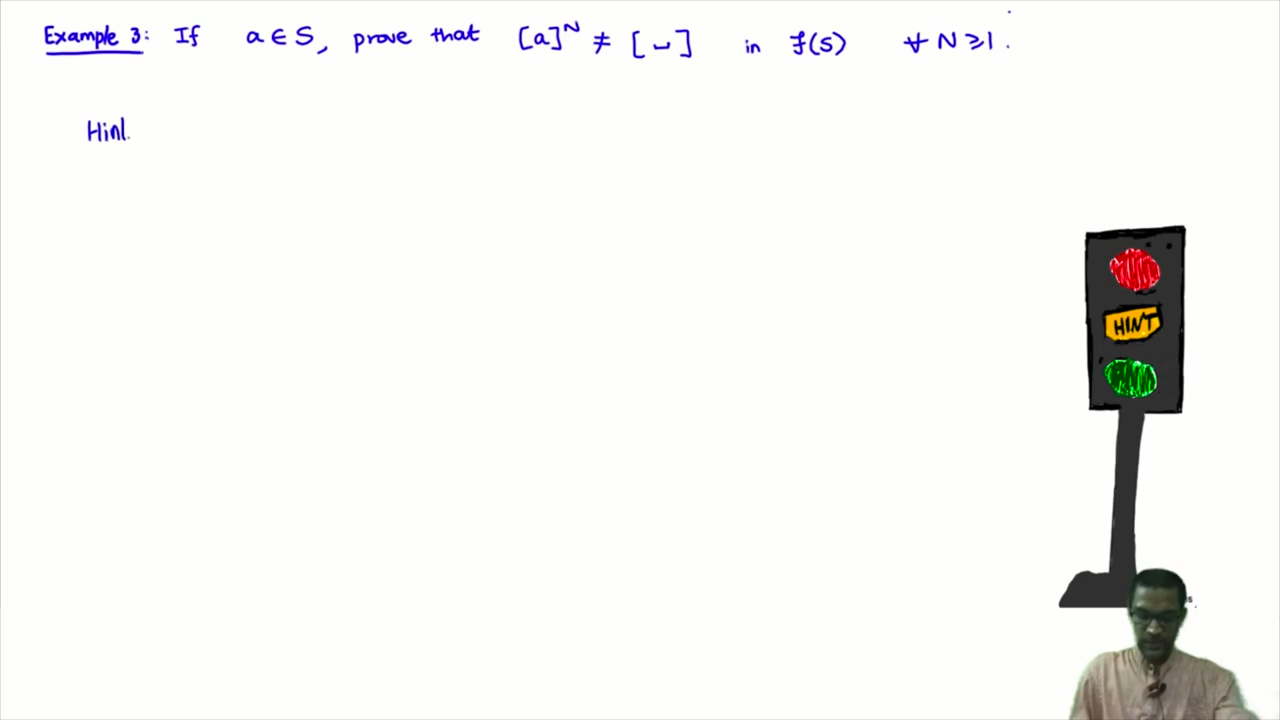 Example 3: If a ∈ S, prove that [a]^N ≠ [ ⌣ ] in F(S) ∀ N ≥ 1.
Hint
HINT